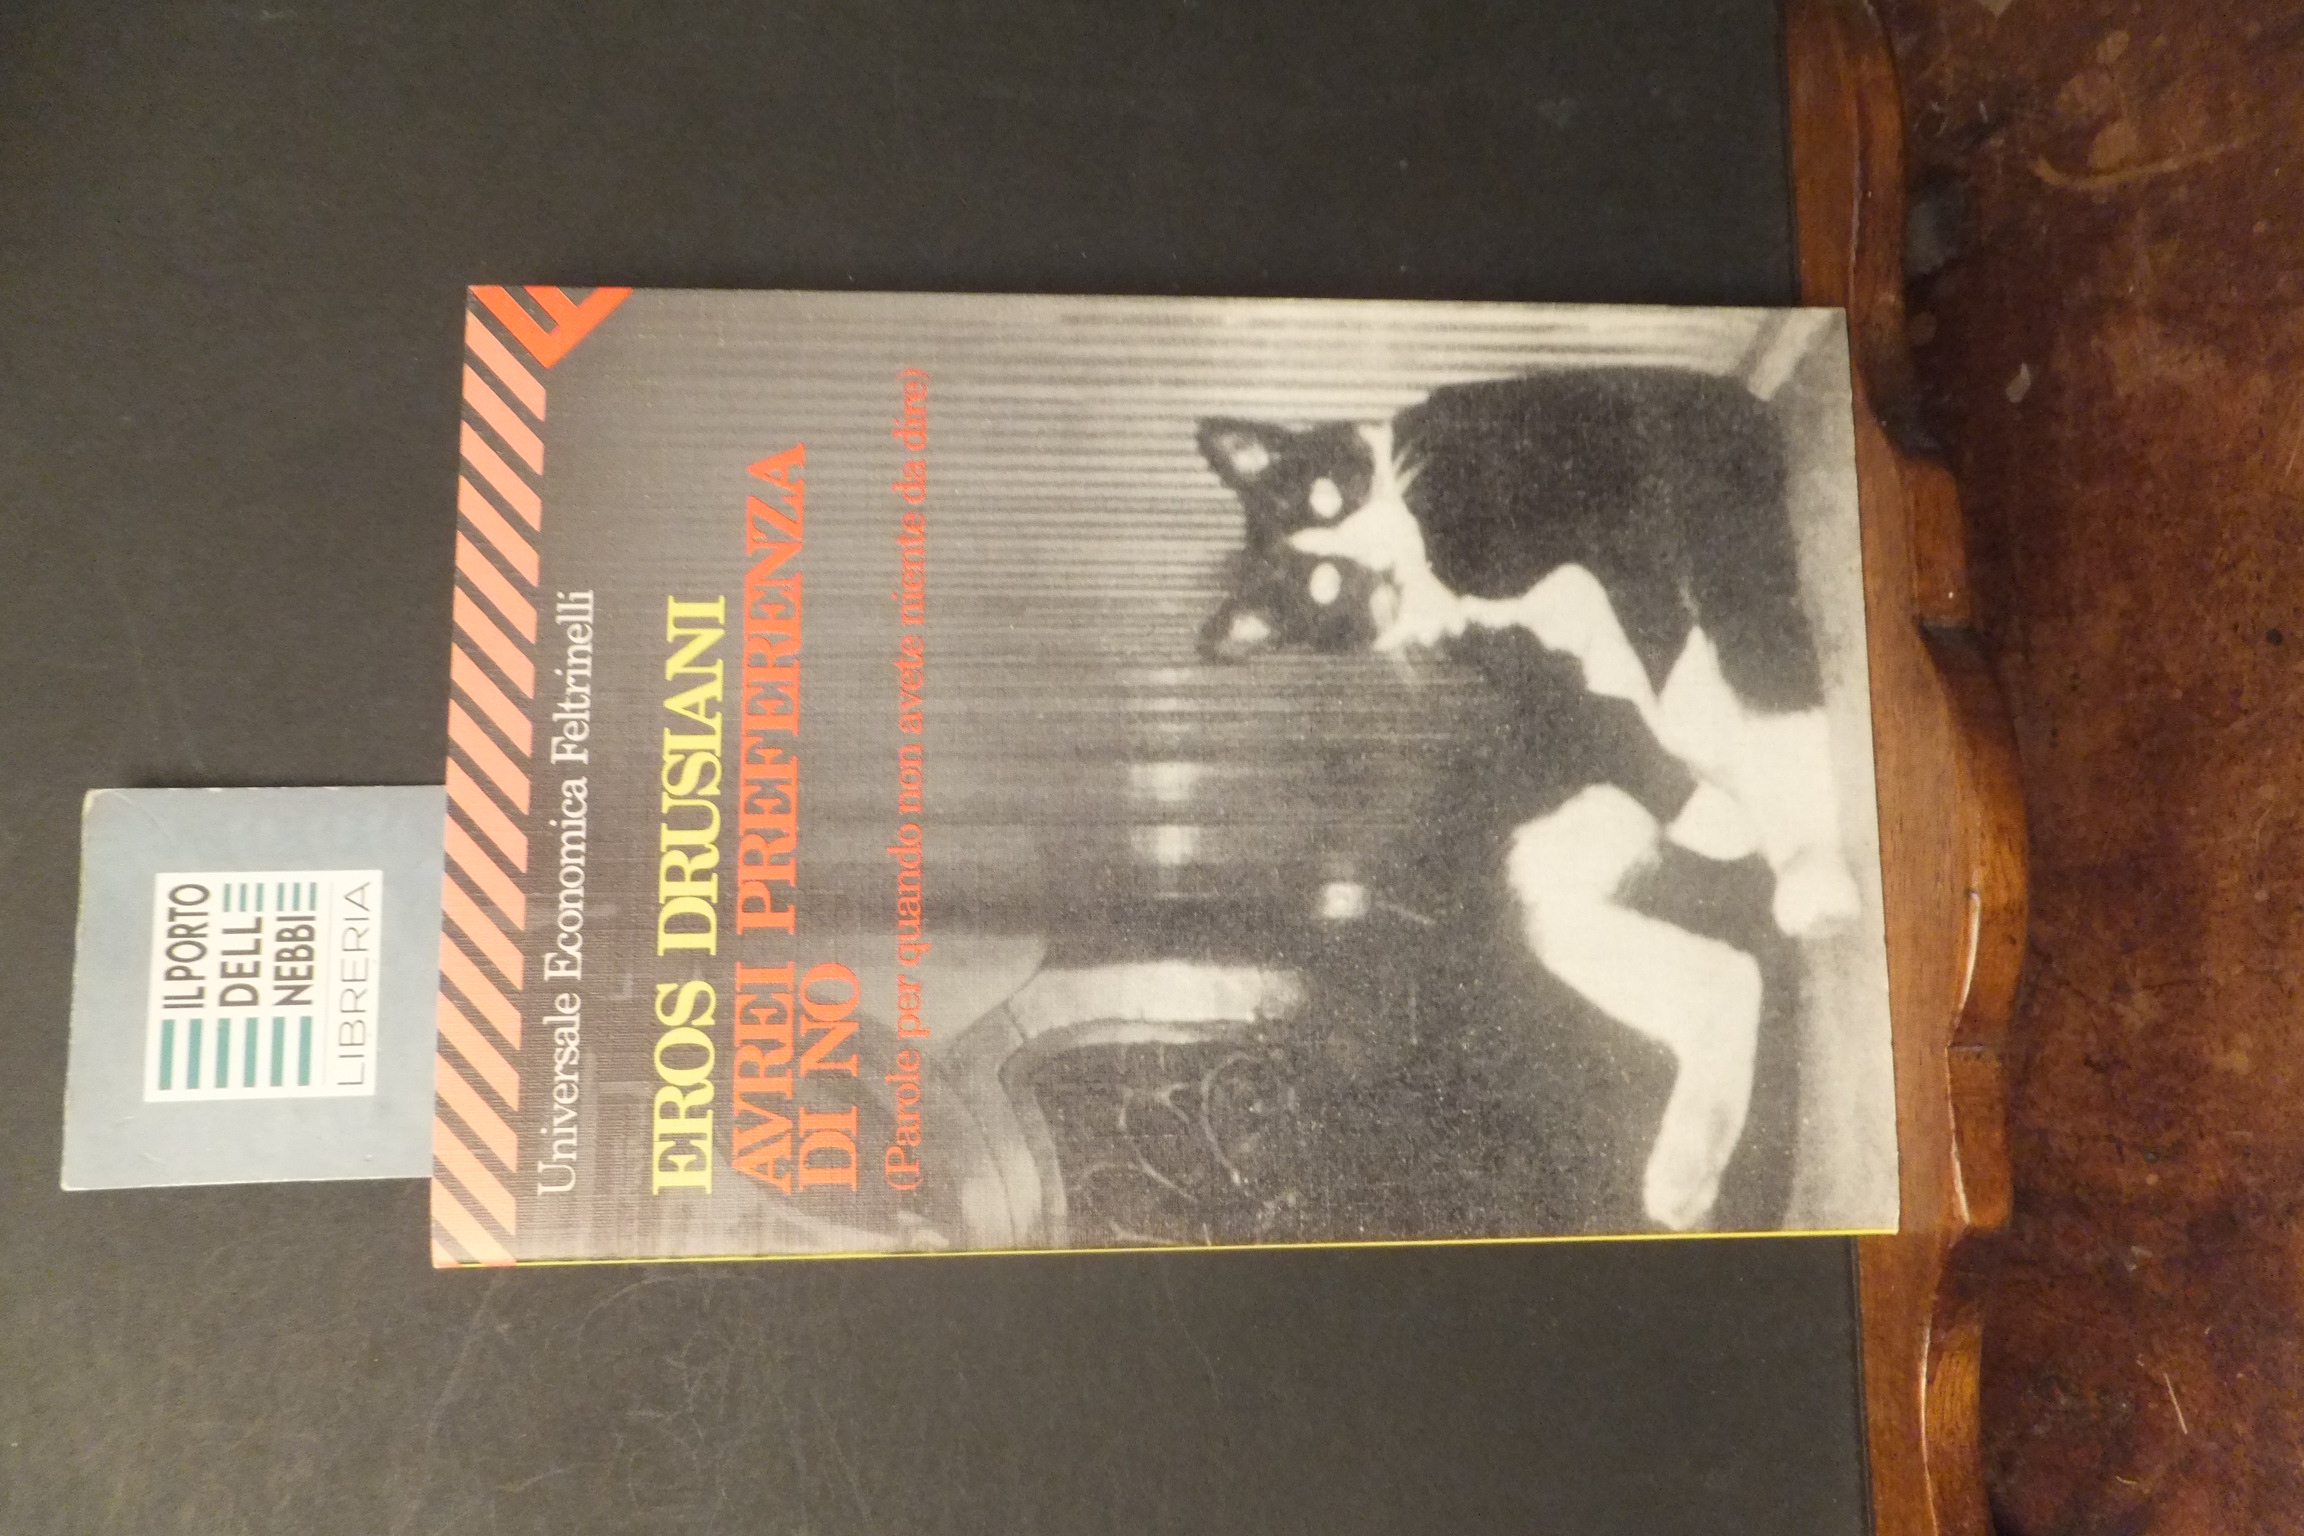 IL PORTO
DELLE
NEBBIE
LIBRERIA
Universale Economica Feltrinelli
EROS DRUSIANI
AVREI PREFERENZA
DI NO
(Parole per quando non avete niente da dire)